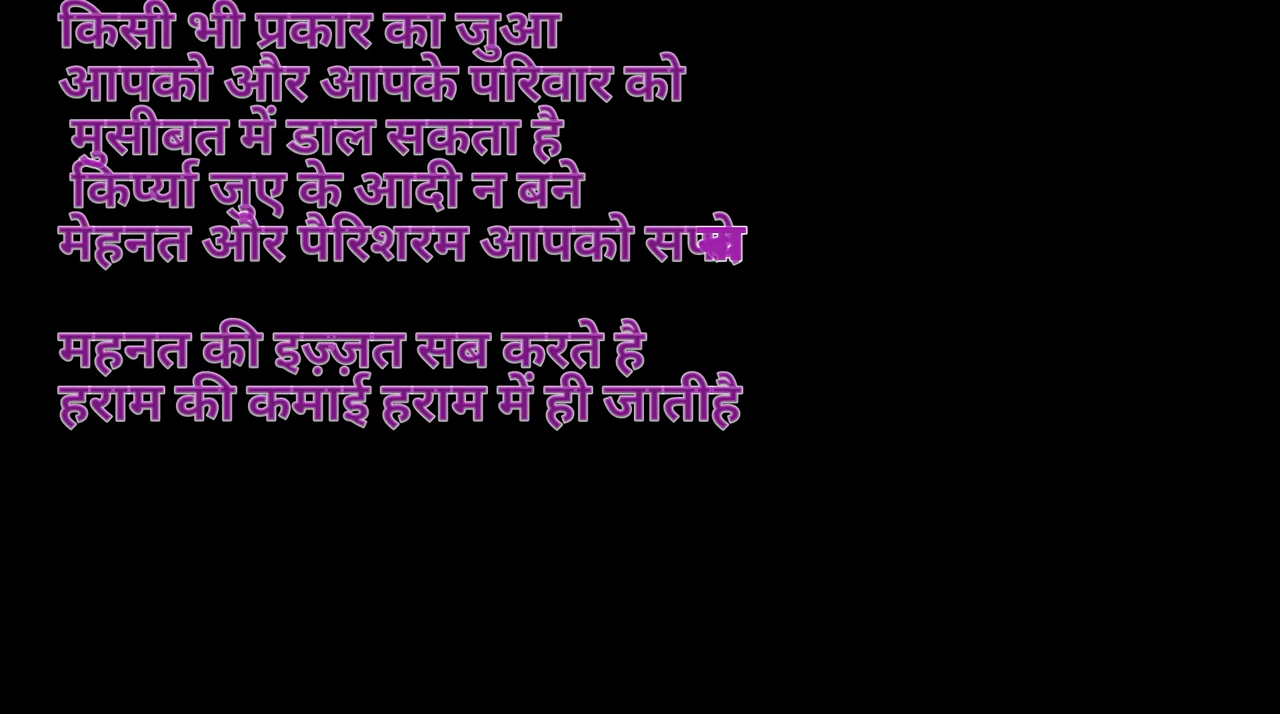 किसी भी प्रकार का जुआ
आपको और आपके परिवार को
मुसीबत में डाल सकता है
किर्प्या जुए के आदी न बने
मेहनत और पैरिशरम आपको
महनत की इज़्ज़त सब करते है
हराम की कमाई हराम में ही जातीहै